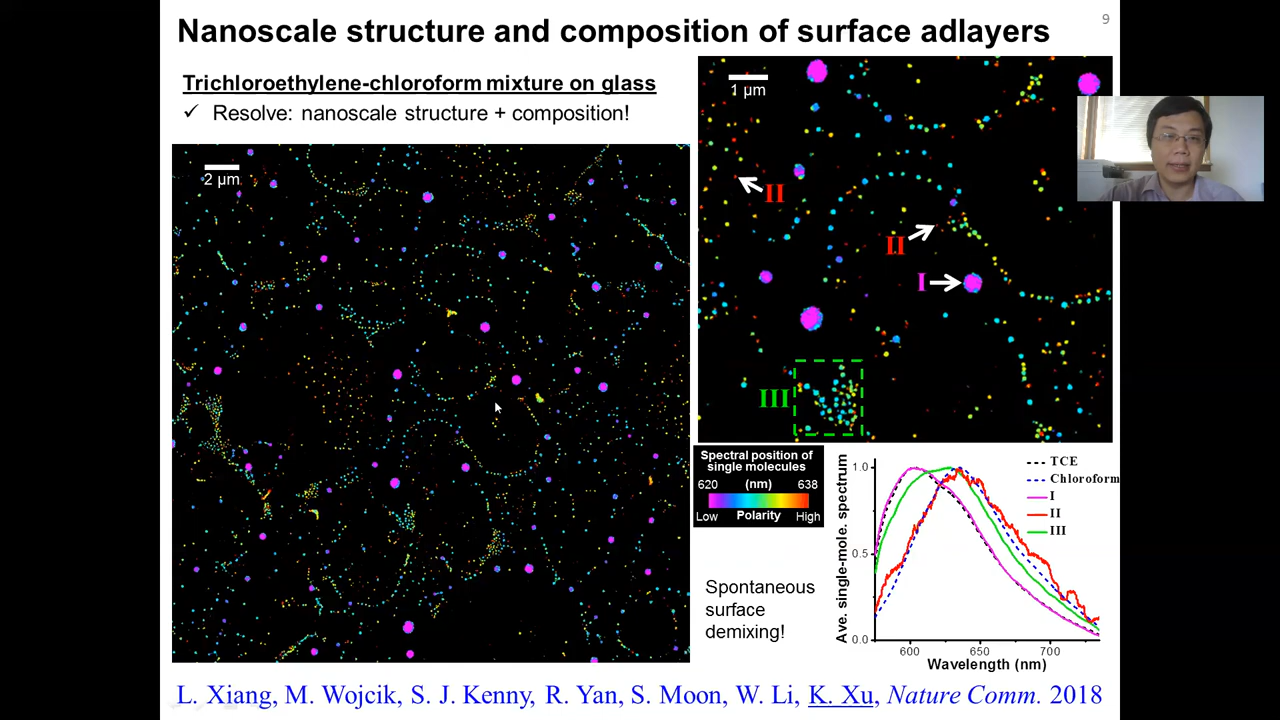 Nanoscale structure and composition of surface adlayers
9
Trichloroethylene-chloroform mixture on glass
✓ Resolve: nanoscale structure + composition!
2 μm
1 μm
II
II
I
III
Spectral position of
single molecules
620 (nm) 638
Low Polarity High
Spontaneous
surface
demixing!
Ave. single-mole. spectrum
1.0
0.5
0.0
600 650 700
Wavelength (nm)
TCE
Chloroform
I
II
III
L. Xiang, M. Wojcik, S. J. Kenny, R. Yan, S. Moon, W. Li, K. Xu, Nature Comm. 2018